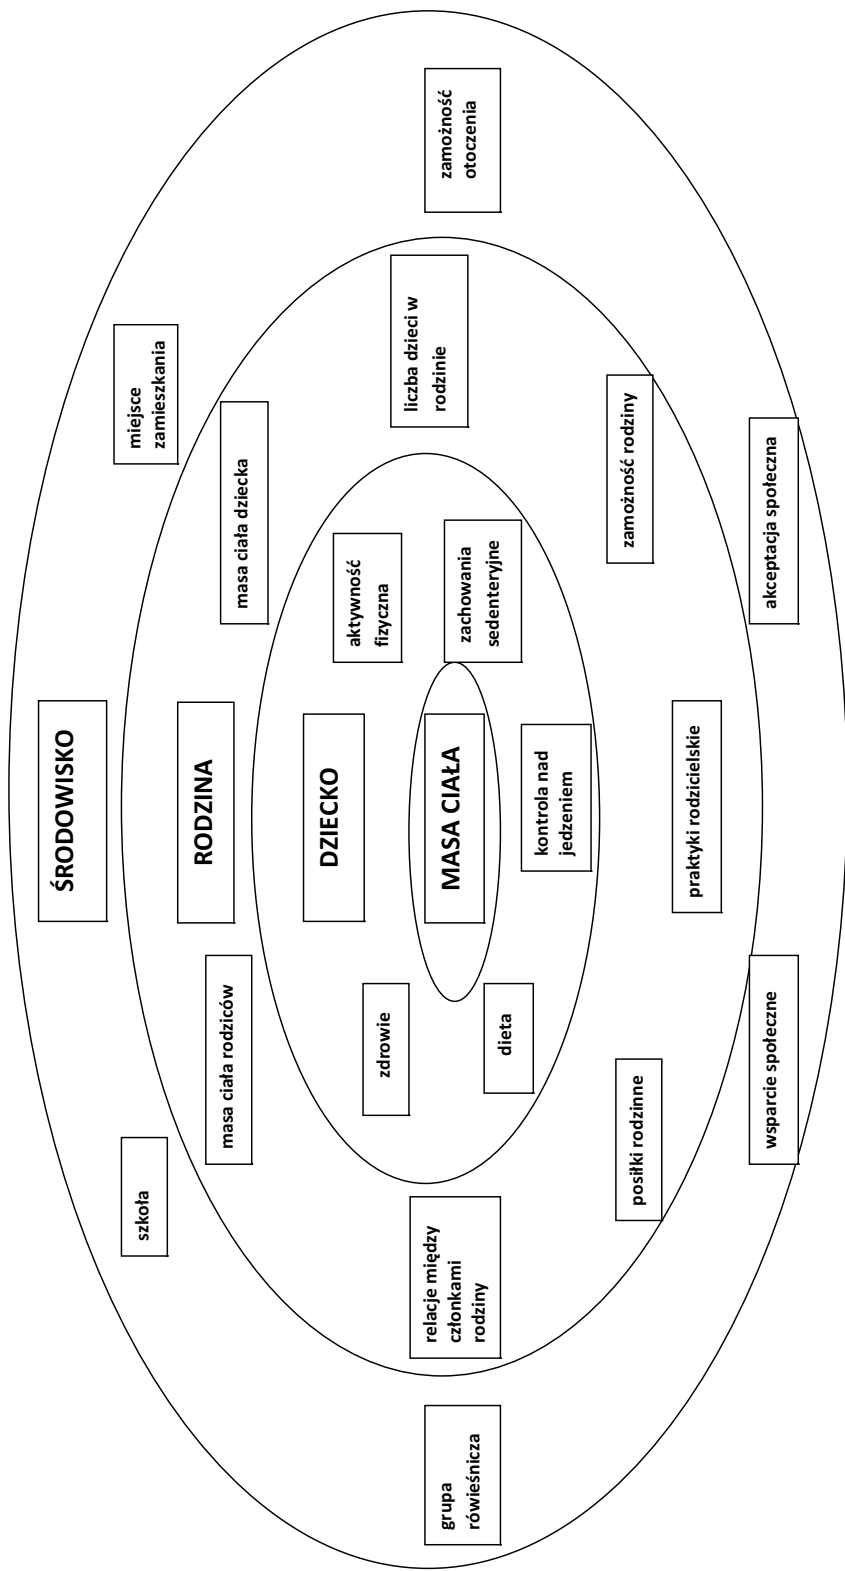 ŚRODOWISKO
szkoła
miejsce
zamieszkania
RODZINA
masa ciała rodziców
masa ciała dziecka
DZIECKO
zdrowie
aktywność
fizyczna
grupa
rówieśnicza
relacje między
członkami
rodziny
MASA CIAŁA
liczba dzieci w
rodzinie
zamożność
otoczenia
dieta
zachowania
sedenteryjne
kontrola nad
jedzeniem
posiłki rodzinne
zamożność rodziny
praktyki rodzicielskie
wsparcie społeczne
akceptacja społeczna